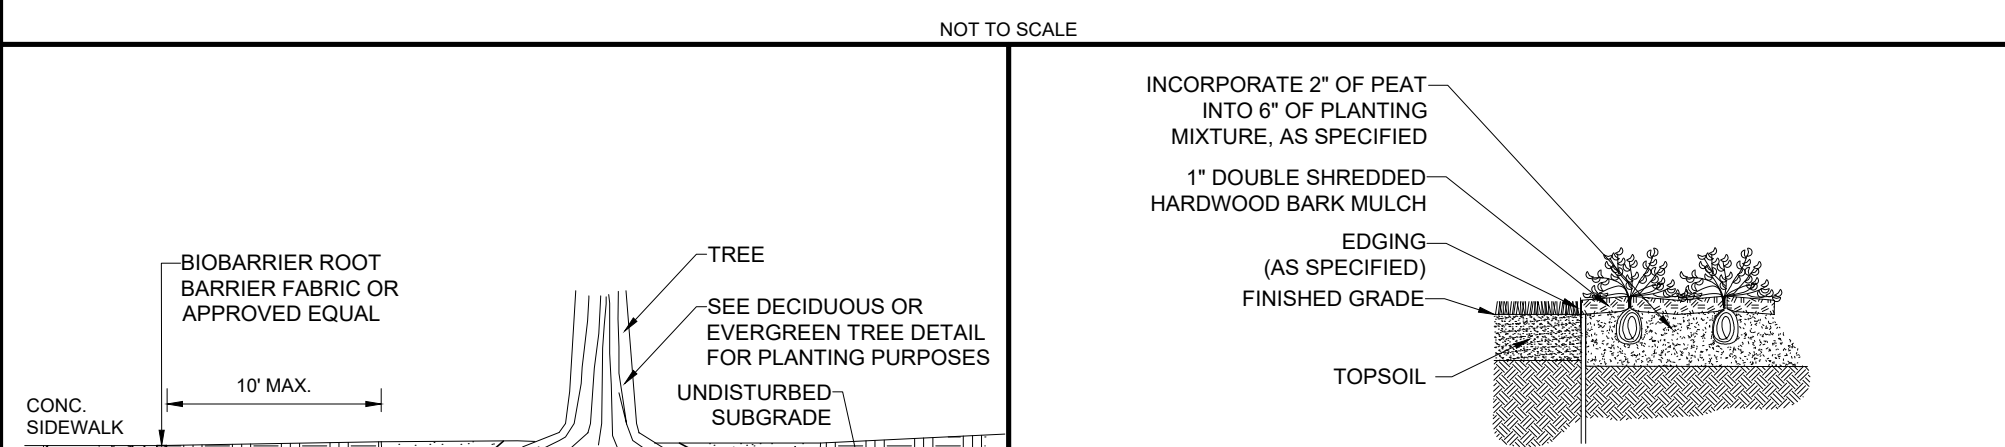 NOT TO SCALE
BIOBARRIER ROOT
BARRIER FABRIC OR
APPROVED EQUAL
10' MAX.
CONC.
SIDEWALK
TREE
SEE DECIDUOUS OR
EVERGREEN TREE DETAIL
FOR PLANTING PURPOSES
UNDISTURBED
SUBGRADE
INCORPORATE 2" OF PEAT
INTO 6" OF PLANTING
MIXTURE, AS SPECIFIED
1" DOUBLE SHREDDED
HARDWOOD BARK MULCH
EDGING
(AS SPECIFIED)
FINISHED GRADE
TOPSOIL